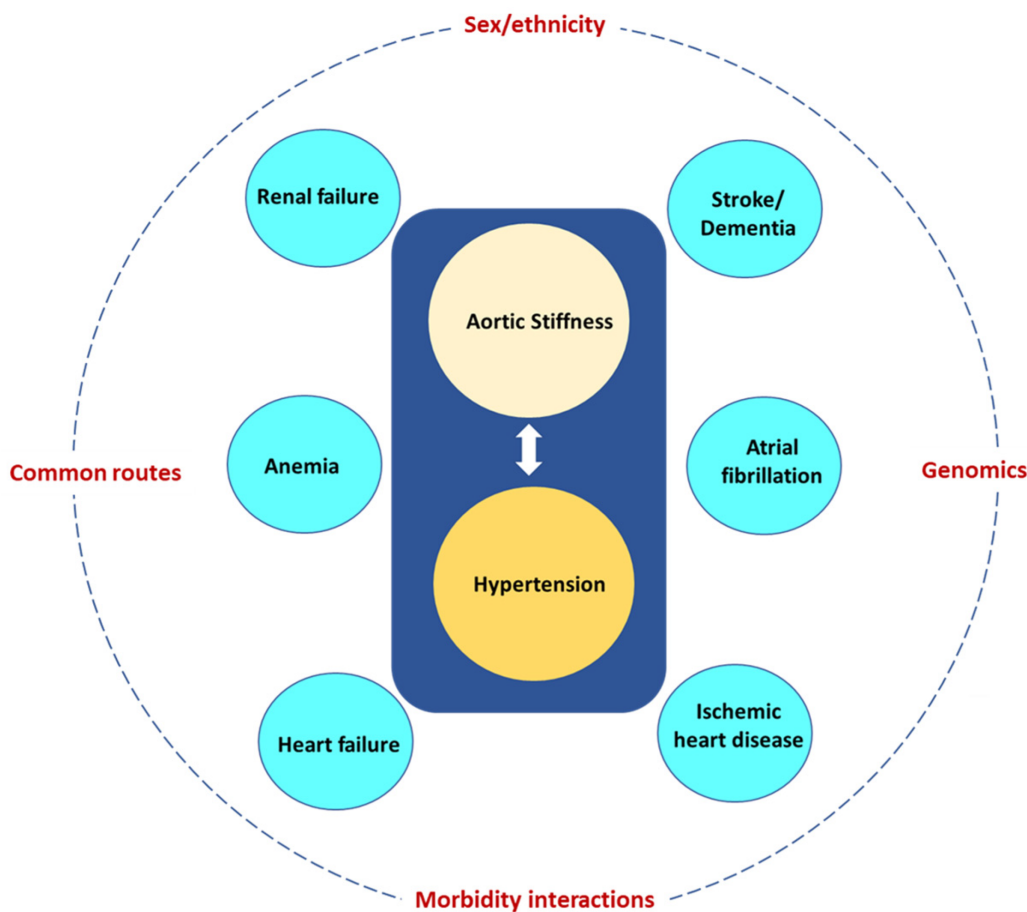 Sex/ethnicity
Renal failure
Stroke/
Dementia
Aortic Stiffness
Anemia
Atrial
fibrillation
Common routes
Genomics
Hypertension
Heart failure
Ischemic
heart disease
Morbidity interactions